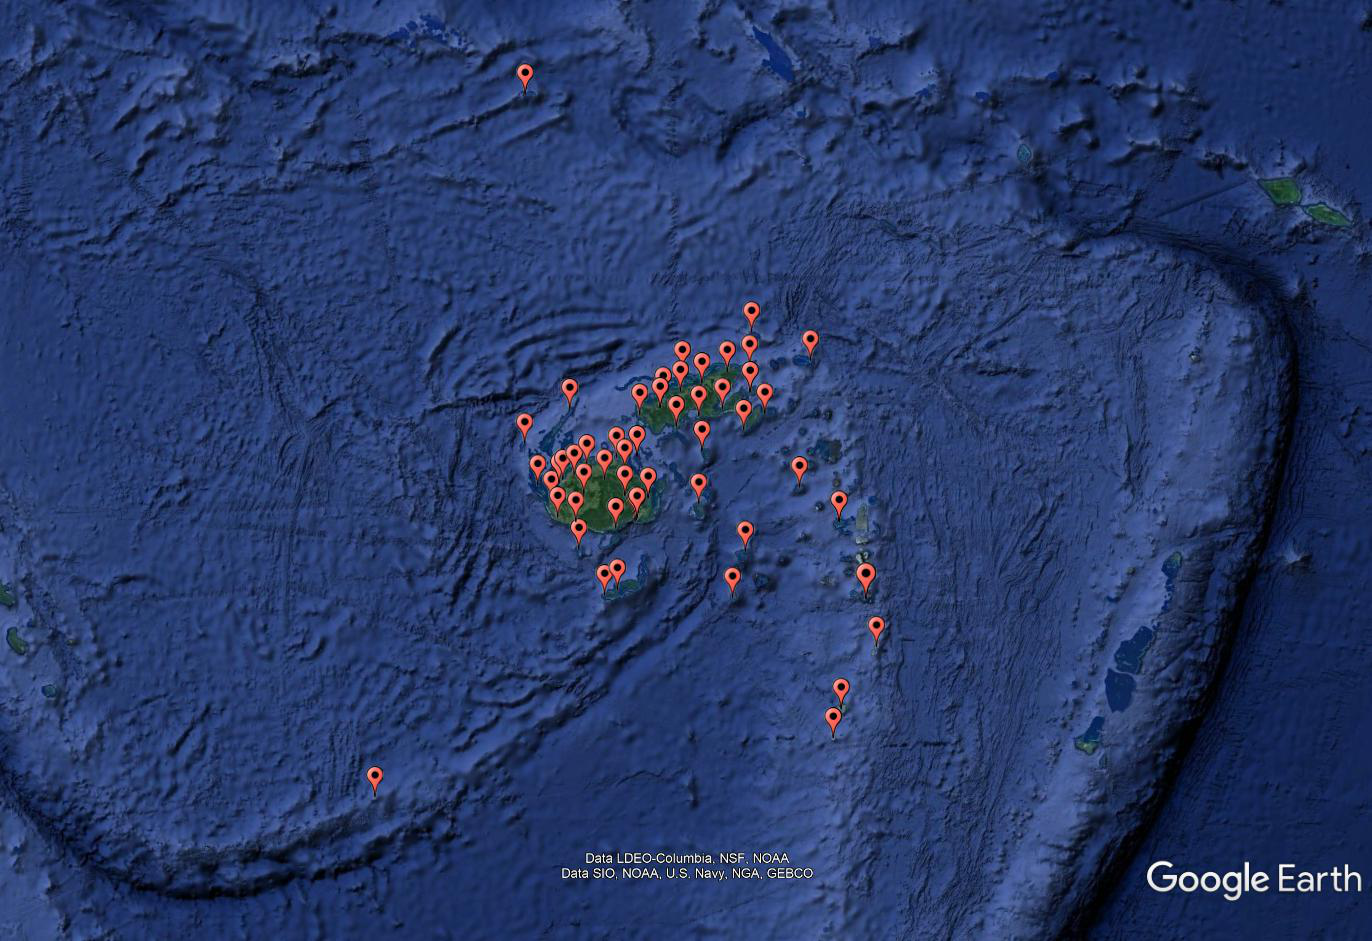 Data LDEO-Columbia, NSF, NOAA
Data SIO, NOAA, U.S. Navy, NGA, GEBCO
Google Earth